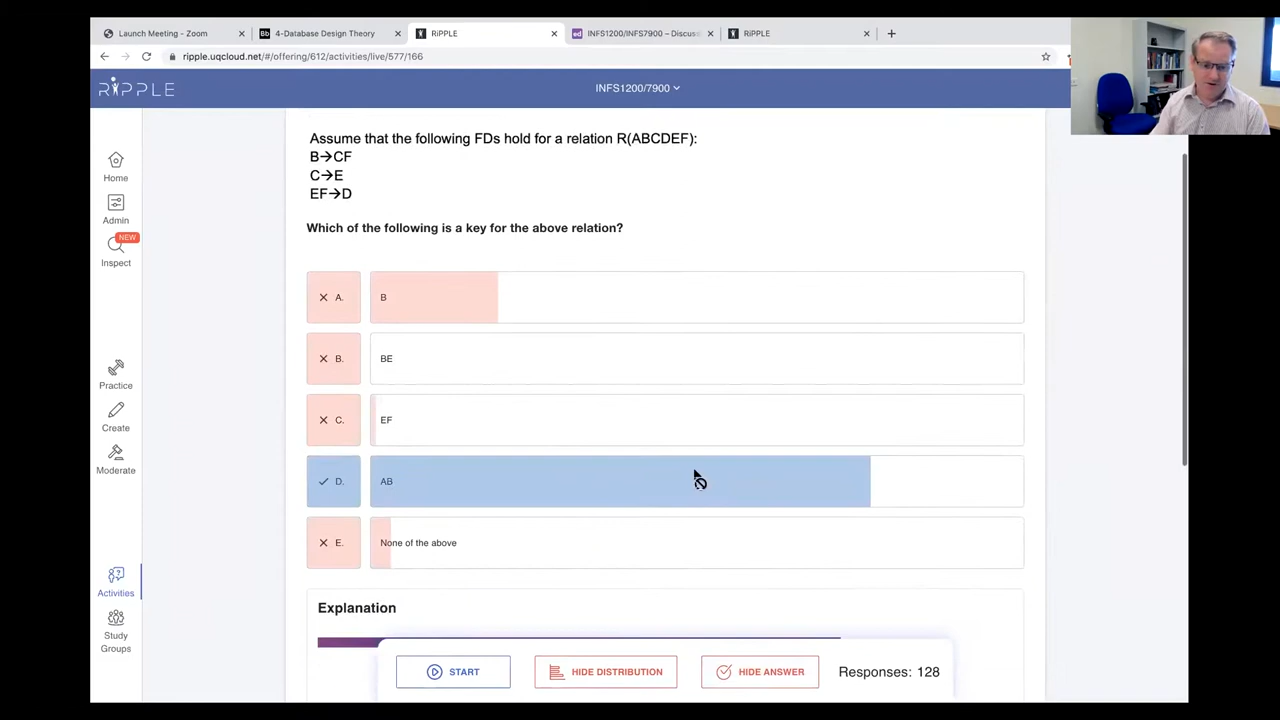 Launch Meeting - Zoom
Bb 4-Database Design Theory
RiPPLE
ed INFS1200/INFS7900 – Discuss
RiPPLE
ripple.uqcloud.net/#/offering/612/activities/live/577/166
RIPPLE
INFS1200/7900
Home
Admin
NEW
Inspect
Practice
Create
Moderate
Activities
Study
Groups
Assume that the following FDs hold for a relation R(ABCDEF):
B→CF
C→E
EF→D
Which of the following is a key for the above relation?
A. B
B. BE
C. EF
D. AB
E. None of the above
Explanation
START
HIDE DISTRIBUTION
HIDE ANSWER
Responses: 128